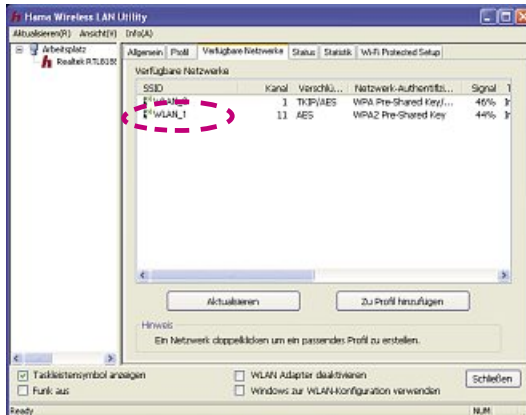 Hama Wireless LAN Utility
Aktualisieren(R) Ansicht(V) Info(A)
Arbeitsplatz
Realtek RTL818
Allgemein Profil Verfügbare Netzwerke Status Statistik Wi-Fi Protected Setup
Verfügbare Netzwerke
SSID Kanal Verschlü... Netzwerk-Authentifizi... Signal
1 TKIP/AES WPA Pre-Shared Key/... 46%
WLAN_1 11 AES WPA2 Pre-Shared Key 44%
Aktualisieren Zu Profil hinzufügen
Hinweis
Ein Netzwerk doppelklicken um ein passendes Profil zu erstellen.
Taskleistensymbol anzeigen WLAN Adapter deaktivieren
Funk aus Windows zur WLAN-Konfiguration verwenden
Schließen
Ready NUM